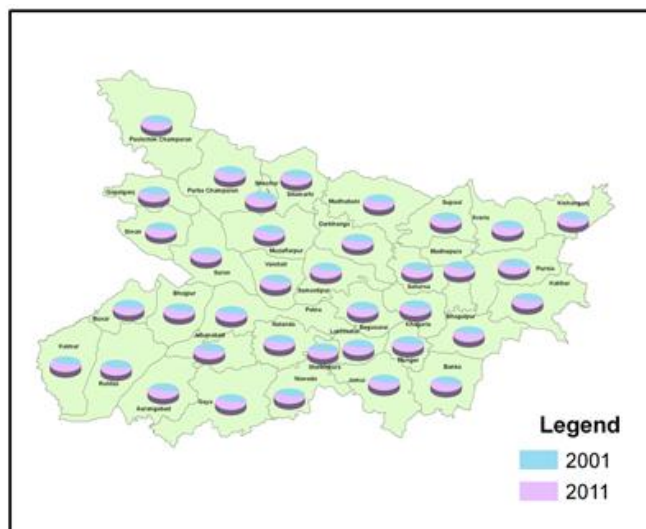 Pashchim Champaran
Purba Champaran
Sheohar
Sitamarhi
Gopalganj
Madhubani
Supaul
Araria
Kishanganj
Siwan
Darbhanga
Muzaffarpur
Madhepura
Saran
Vaishali
Samastipur
Saharsa
Purnia
Katihar
Buxar
Bhojpur
Patna
Begusarai
Khagaria
Bhagalpur
Jehanabad
Nalanda
Lakhisarai
Sheikhpura
Munger
Kaimur
Rohtas
Aurangabad
Gaya
Nawada
Jamui
Banka
Legend
2001
2011